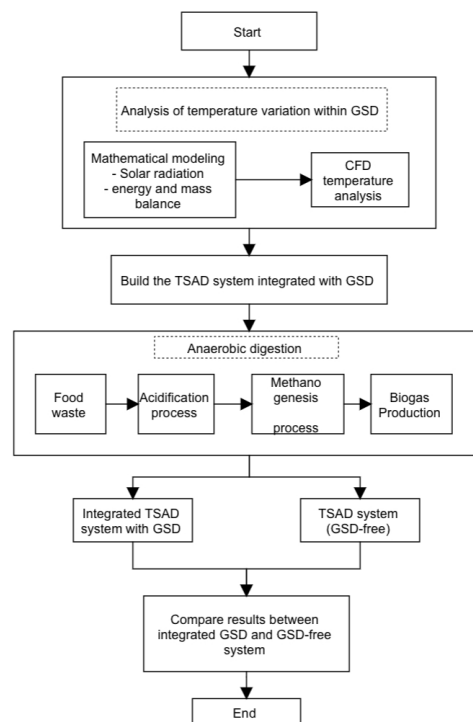 Start
Analysis of temperature variation within GSD
Mathematical modeling
- Solar radiation
- energy and mass
balance
CFD
temperature
analysis
Build the TSAD system integrated with GSD
Anaerobic digestion
Food
waste
Acidification
process
Methano
genesis
process
Biogas
Production
Integrated TSAD
system with GSD
TSAD system
(GSD-free)
Compare results between
integrated GSD and GSD-free
system
End